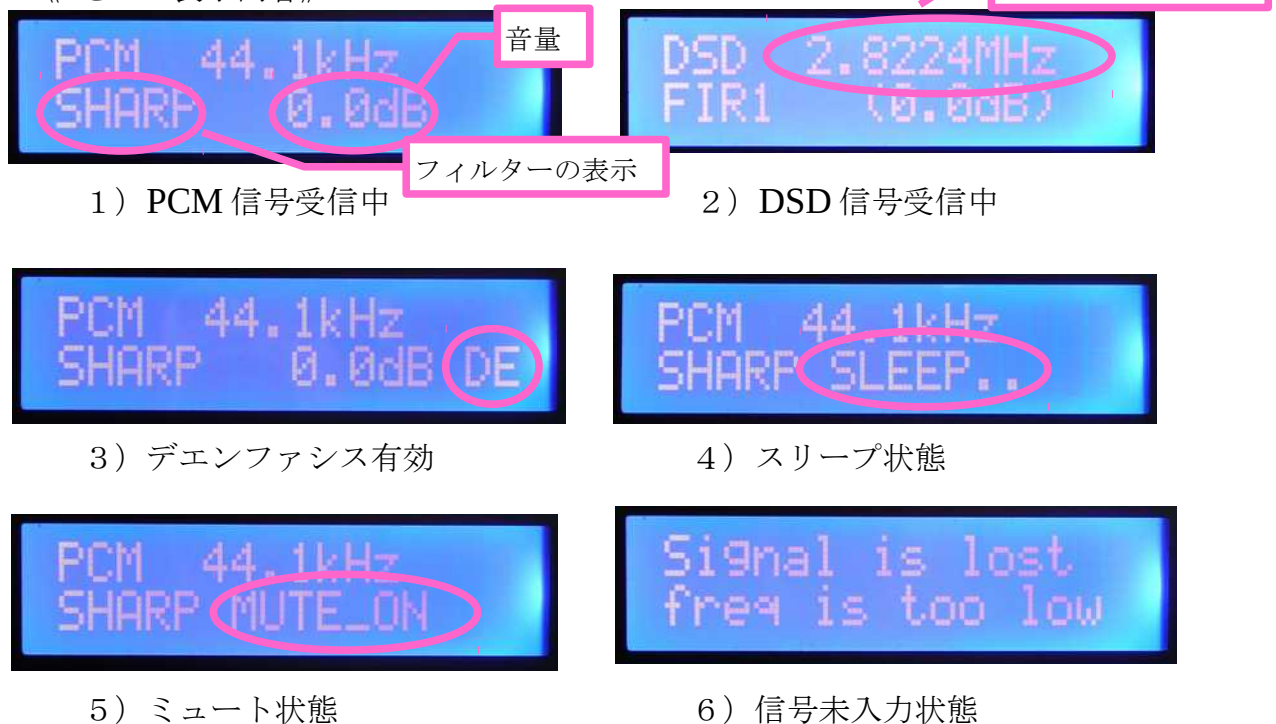 PCM 44.1kHz
SHARP 0.0dB
音量
フィルターの表示
DSD 2.8224MHz
FIR1 (0.0dB)
1）PCM 信号受信中
2）DSD 信号受信中
PCM 44.1kHz
SHARP 0.0dB DE
PCM 44.1kHz
SHARP SLEEP..
3）デエンファシス有効
4）スリープ状態
PCM 44.1kHz
SHARP MUTE_ON
Signal is lost
freq is too low
5）ミュート状態
6）信号未入力状態